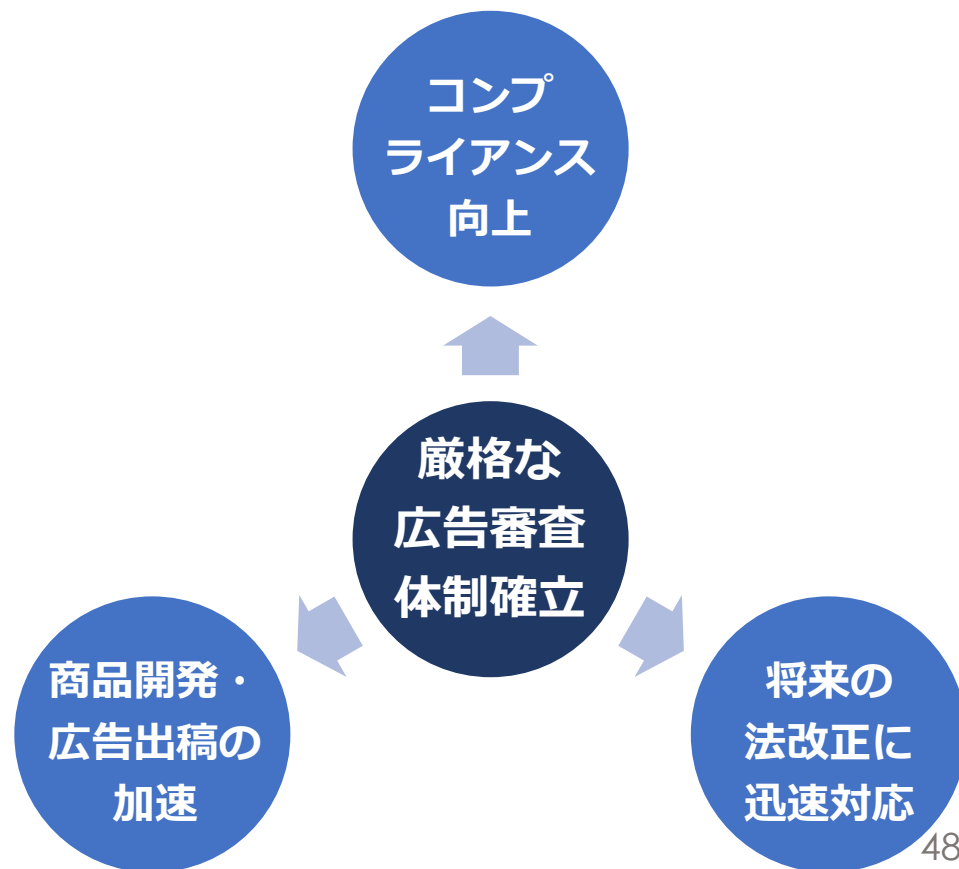 コンプ
ライアンス
向上
厳格な
広告審査
体制確立
商品開発・
広告出稿の
加速
将来の
法改正に
迅速対応
48